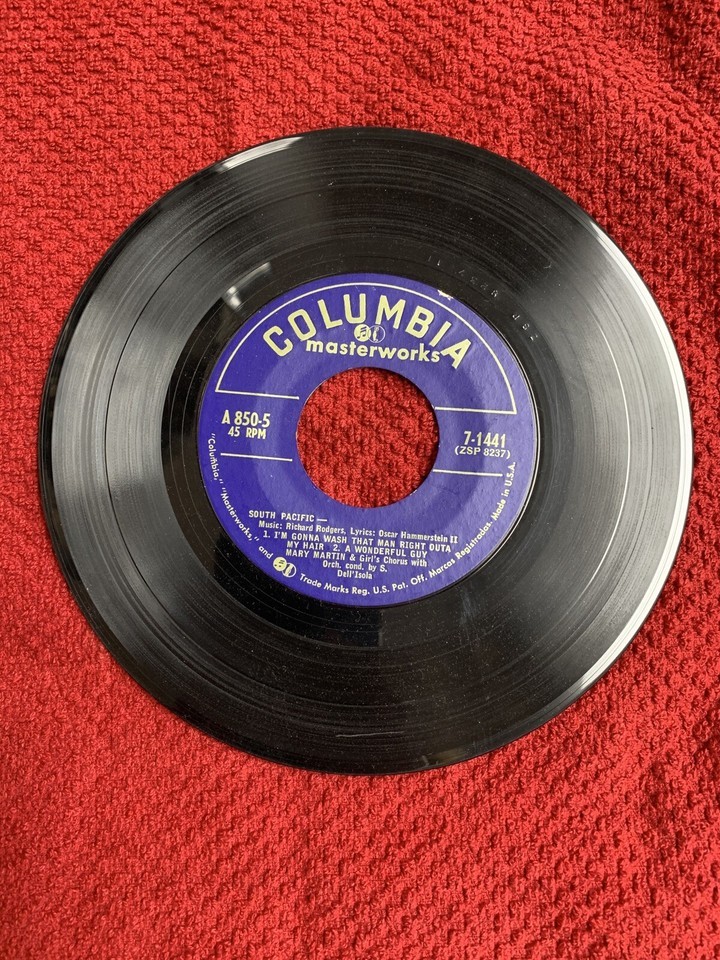 COLUMBIA
masterworks
A 850-5
45 RPM
7-1441
(ZSP 8237)
SOUTH PACIFIC —
Music: Richard Rodgers, Lyrics: Oscar Hammerstein II
1. I'M GONNA WASH THAT MAN RIGHT OUTA
MY HAIR 2. A WONDERFUL GUY
MARY MARTIN & Girl's Chorus with
Orch. cond. by S.
Dell'Isola
"Columbia," "Masterworks," and Trade Marks Reg. U.S. Pat. Off. Marcas Registradas. Made in U.S.A.